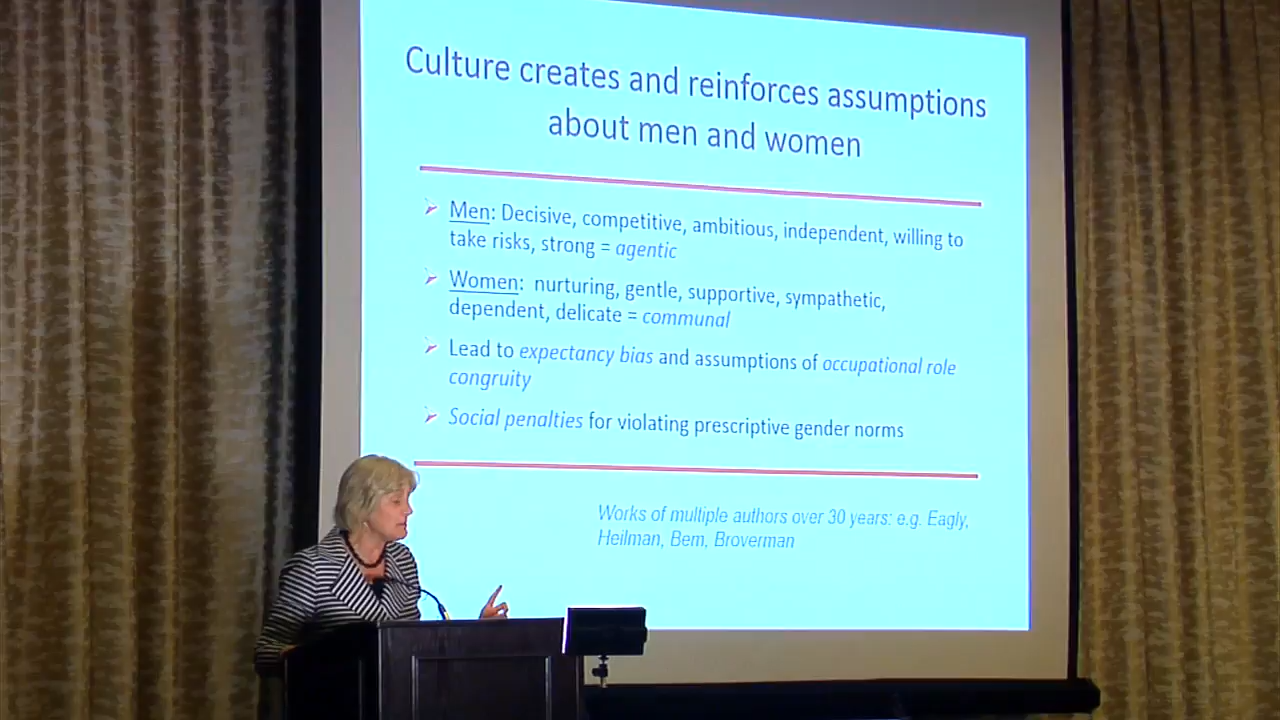 Culture creates and reinforces assumptions
about men and women
Men: Decisive, competitive, ambitious, independent, willing to
take risks, strong = agentic
Women: nurturing, gentle, supportive, sympathetic,
dependent, delicate = communal
Lead to expectancy bias and assumptions of occupational role
congruity
Social penalties for violating prescriptive gender norms
Works of multiple authors over 30 years: e.g. Eagly,
Heilman, Bem, Broverman